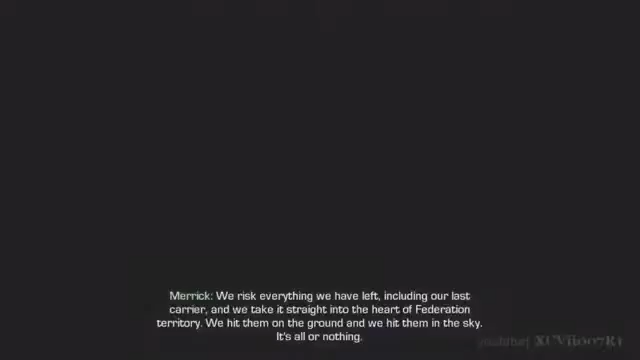 Merrick: We risk everything we have left, including our last
carrier, and we take it straight into the heart of Federation
territory. We hit them on the ground and we hit them in the sky.
It's all or nothing.